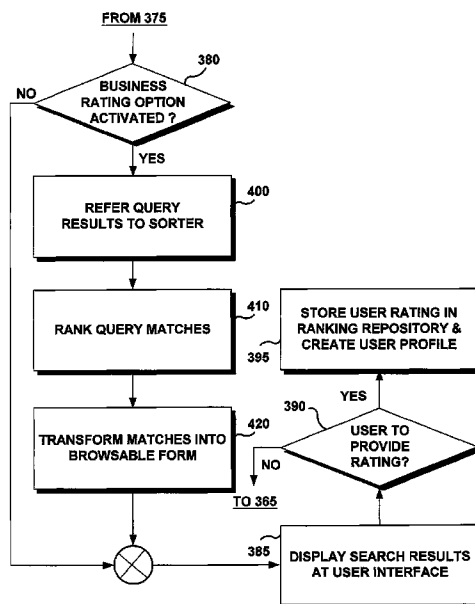 FROM 375
380
NO
BUSINESS
RATING OPTION
ACTIVATED ?
YES
400
REFER QUERY
RESULTS TO SORTER
410
RANK QUERY MATCHES
STORE USER RATING IN
RANKING REPOSITORY &
CREATE USER PROFILE
395
YES
390
420
TRANSFORM MATCHES INTO
BROWSABLE FORM
USER TO
PROVIDE
RATING?
NO
TO 365
385
DISPLAY SEARCH RESULTS
AT USER INTERFACE